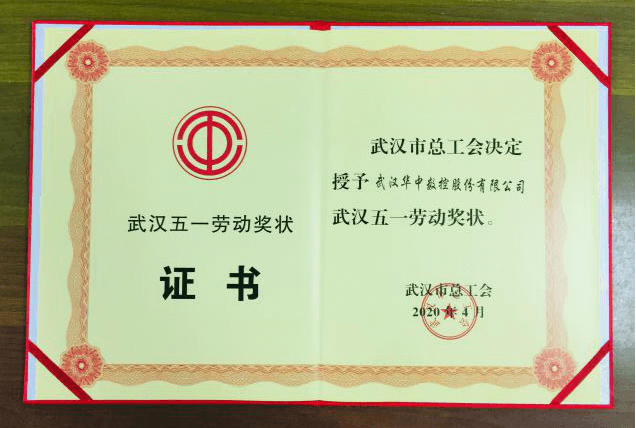 武汉五一劳动奖状
证书
武汉市总工会决定
授予 武汉华中数控股份有限公司
武汉五一劳动奖状。
武汉市总工会
2020年4月